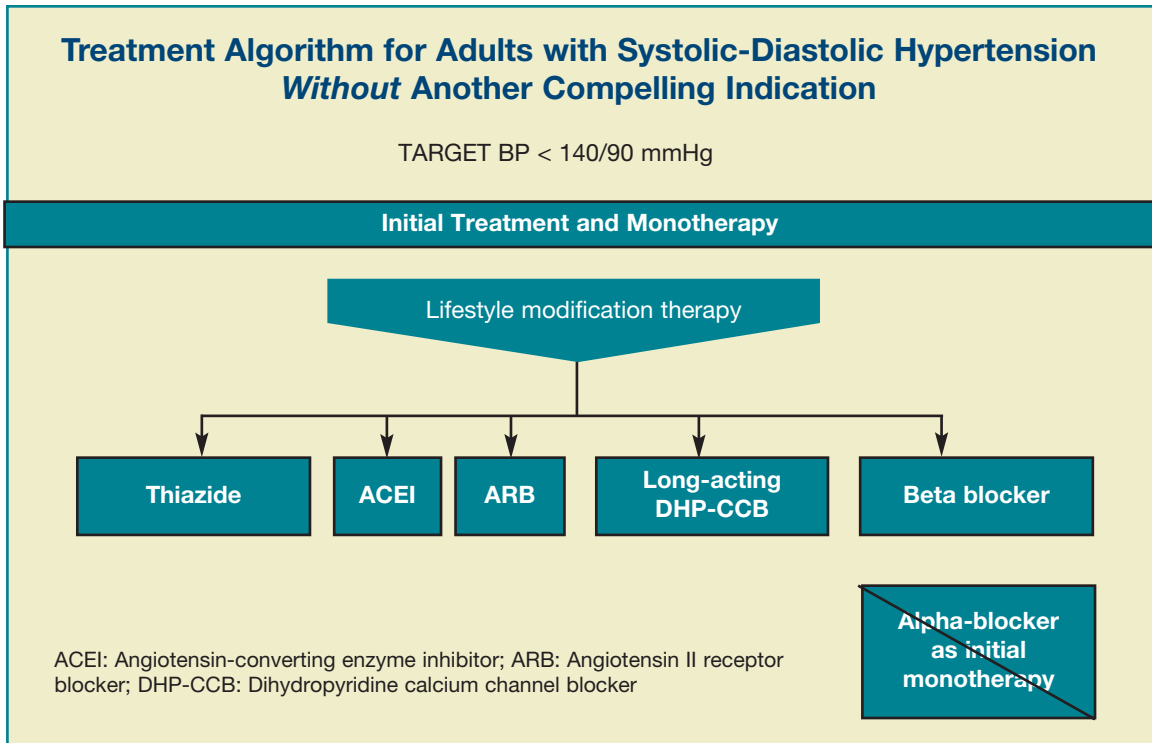 Treatment Algorithm for Adults with Systolic-Diastolic Hypertension
Without Another Compelling Indication
TARGET BP < 140/90 mmHg
Initial Treatment and Monotherapy
Lifestyle modification therapy
Thiazide
ACEI
ARB
Long-acting
DHP-CCB
Beta blocker
Alpha-blocker
as initial
monotherapy
ACEI: Angiotensin-converting enzyme inhibitor; ARB: Angiotensin II receptor
blocker; DHP-CCB: Dihydropyridine calcium channel blocker